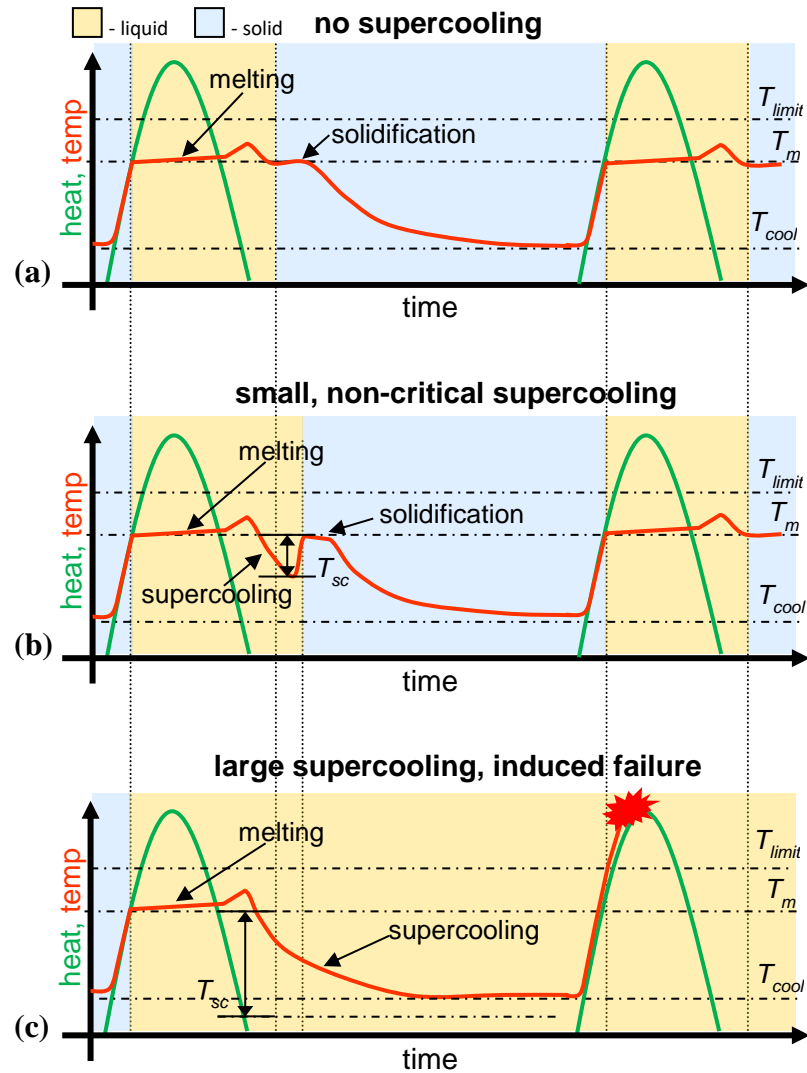 - liquid - solid no supercooling
melting
solidification
T_limit
T_m
T_cool
heat, temp
(a)
time
small, non-critical supercooling
melting
solidification
supercooling
T_sc
T_limit
T_m
T_cool
heat, temp
(b)
time
large supercooling, induced failure
melting
supercooling
T_sc
T_limit
T_m
T_cool
heat, temp
(c)
time